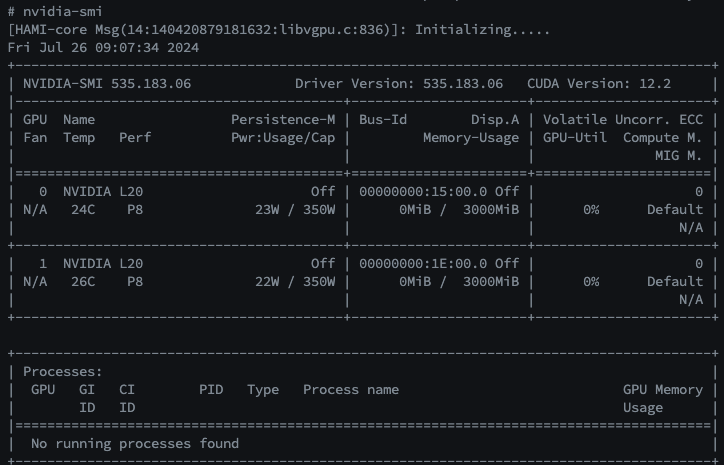 # nvidia-smi
[HAMI-core Msg(14:140420879181632:libvgpu.c:836)]: Initializing.....
Fri Jul 26 09:07:34 2024
+---------------------------------------------------------------------------------------+
| NVIDIA-SMI 535.183.06             Driver Version: 535.183.06   CUDA Version: 12.2     |
|-----------------------------------------+----------------------+----------------------+
| GPU  Name                 Persistence-M | Bus-Id        Disp.A | Volatile Uncorr. ECC |
| Fan  Temp   Perf          Pwr:Usage/Cap |         Memory-Usage | GPU-Util  Compute M. |
|                                         |                      |               MIG M. |
|=========================================+======================+======================|
|   0  NVIDIA L20                     Off | 00000000:15:00.0 Off |                    0 |
| N/A   24C    P8              23W / 350W |      0MiB /  3000MiB |      0%      Default |
|                                         |                      |                  N/A |
+-----------------------------------------+----------------------+----------------------+
|   1  NVIDIA L20                     Off | 00000000:1E:00.0 Off |                    0 |
| N/A   26C    P8              22W / 350W |      0MiB /  3000MiB |      0%      Default |
|                                         |                      |                  N/A |
+-----------------------------------------+----------------------+----------------------+
+---------------------------------------------------------------------------------------+
| Processes:                                                                            |
|  GPU   GI   CI        PID   Type   Process name                            GPU Memory |
|        ID   ID                                                             Usage      |
|=======================================================================================|
|  No running processes found                                                           |
+---------------------------------------------------------------------------------------+